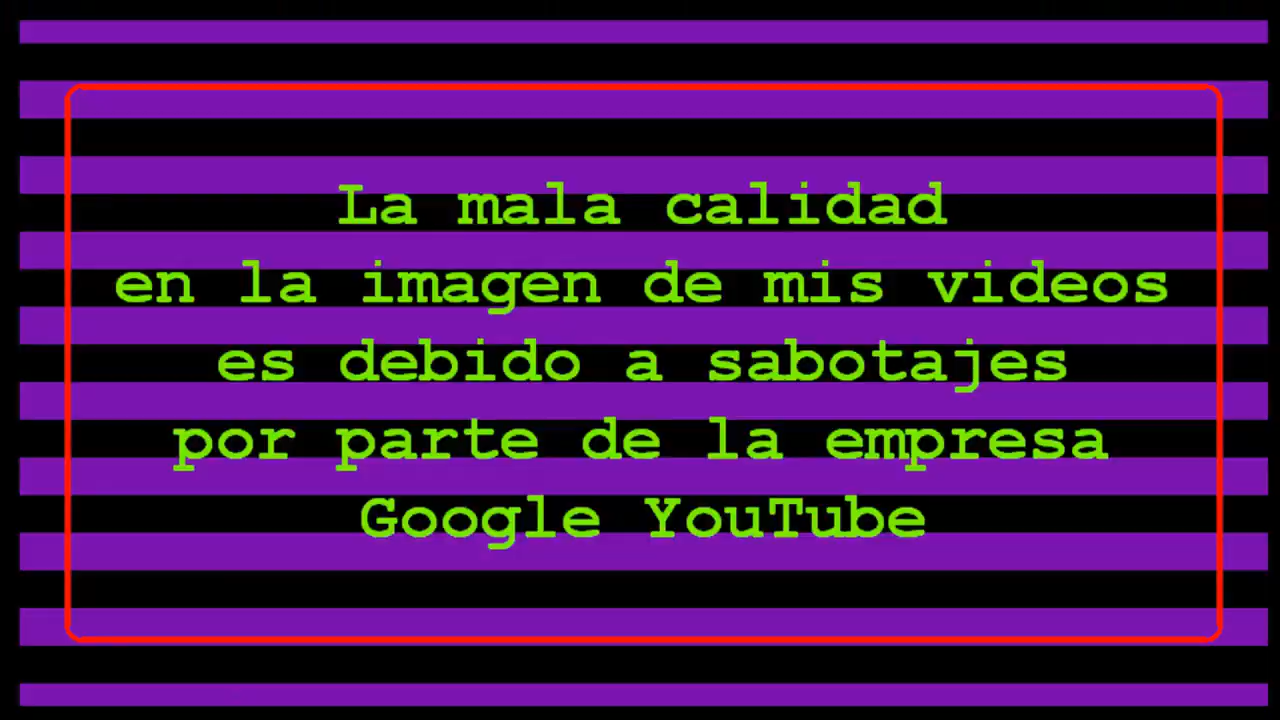 La mala calidad
en la imagen de mis videos
es debido a sabotajes
por parte de la empresa
Google YouTube